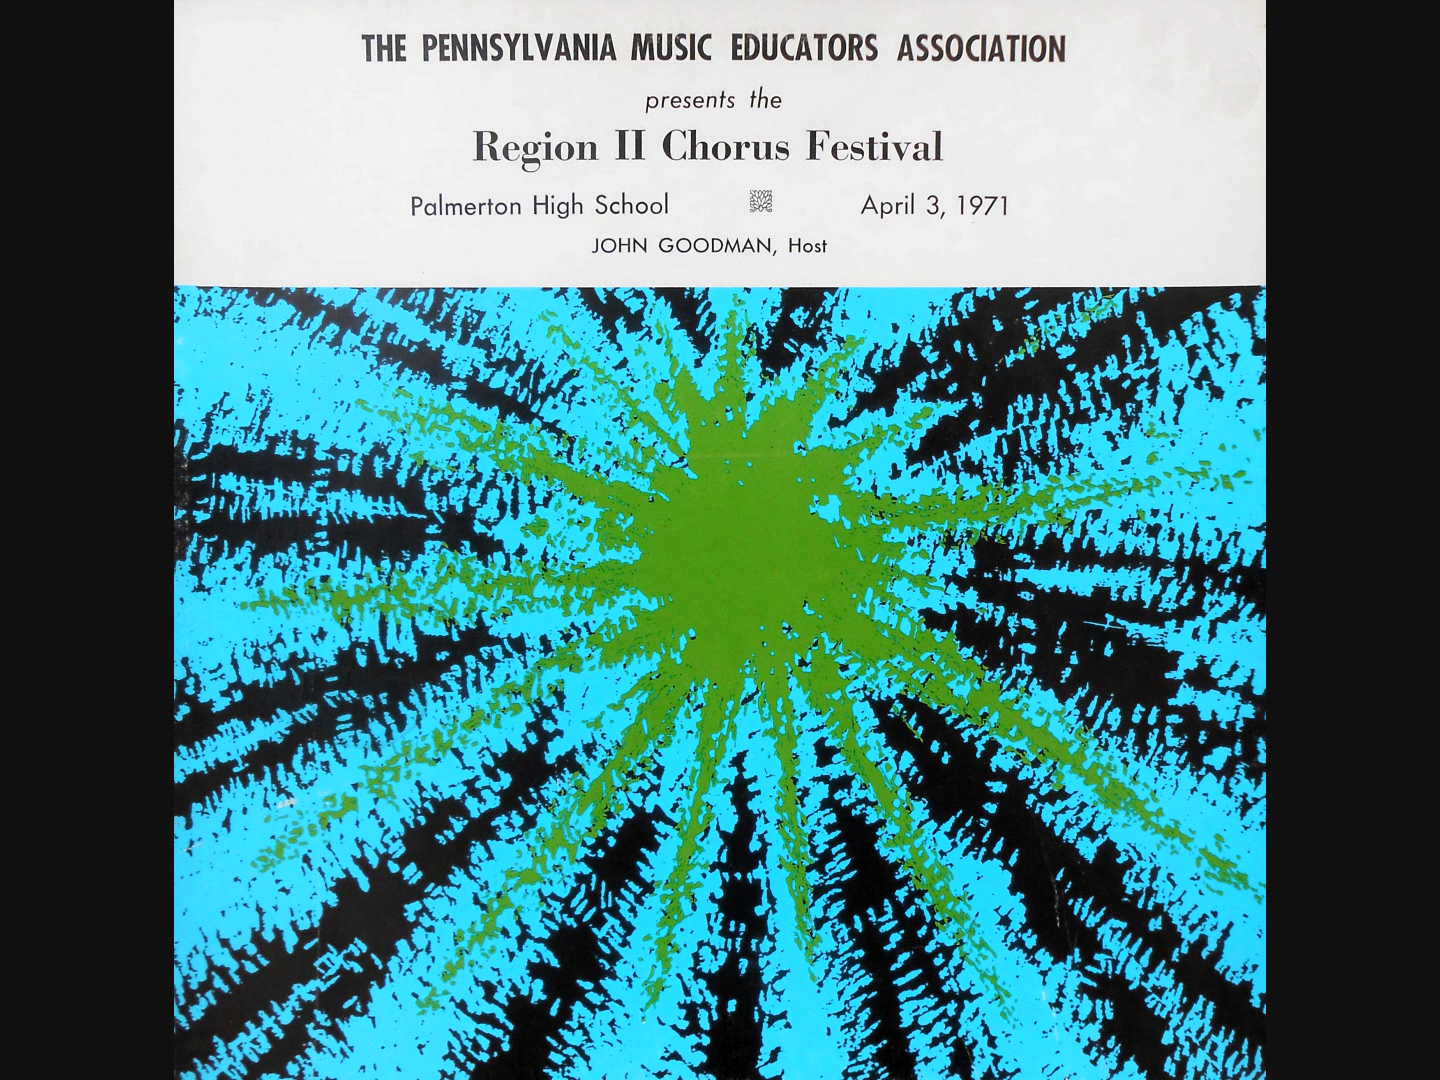 THE PENNSYLVANIA MUSIC EDUCATORS ASSOCIATION
presents the
Region II Chorus Festival
Palmerton High School April 3, 1971
JOHN GOODMAN, Host